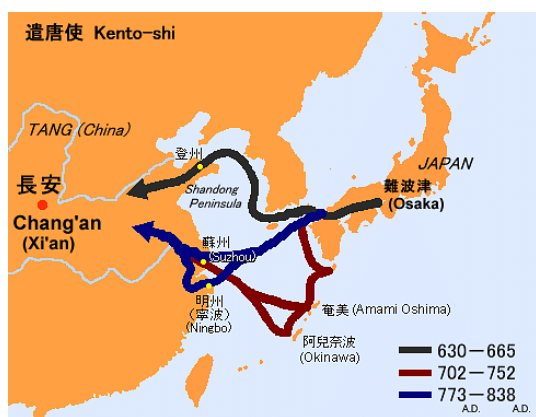 遣唐使 Kento-shi
TANG (China)
登州
JAPAN
Shandong
Peninsula
長安
難波津
(Osaka)
Chang'an
(Xi'an)
蘇州
(Suzhou)
明州
(寧波)
(Ningbo)
奄美 (Amami Oshima)
阿兒奈波
(Okinawa)
630－665
702－752
773－838
A.D. A.D.